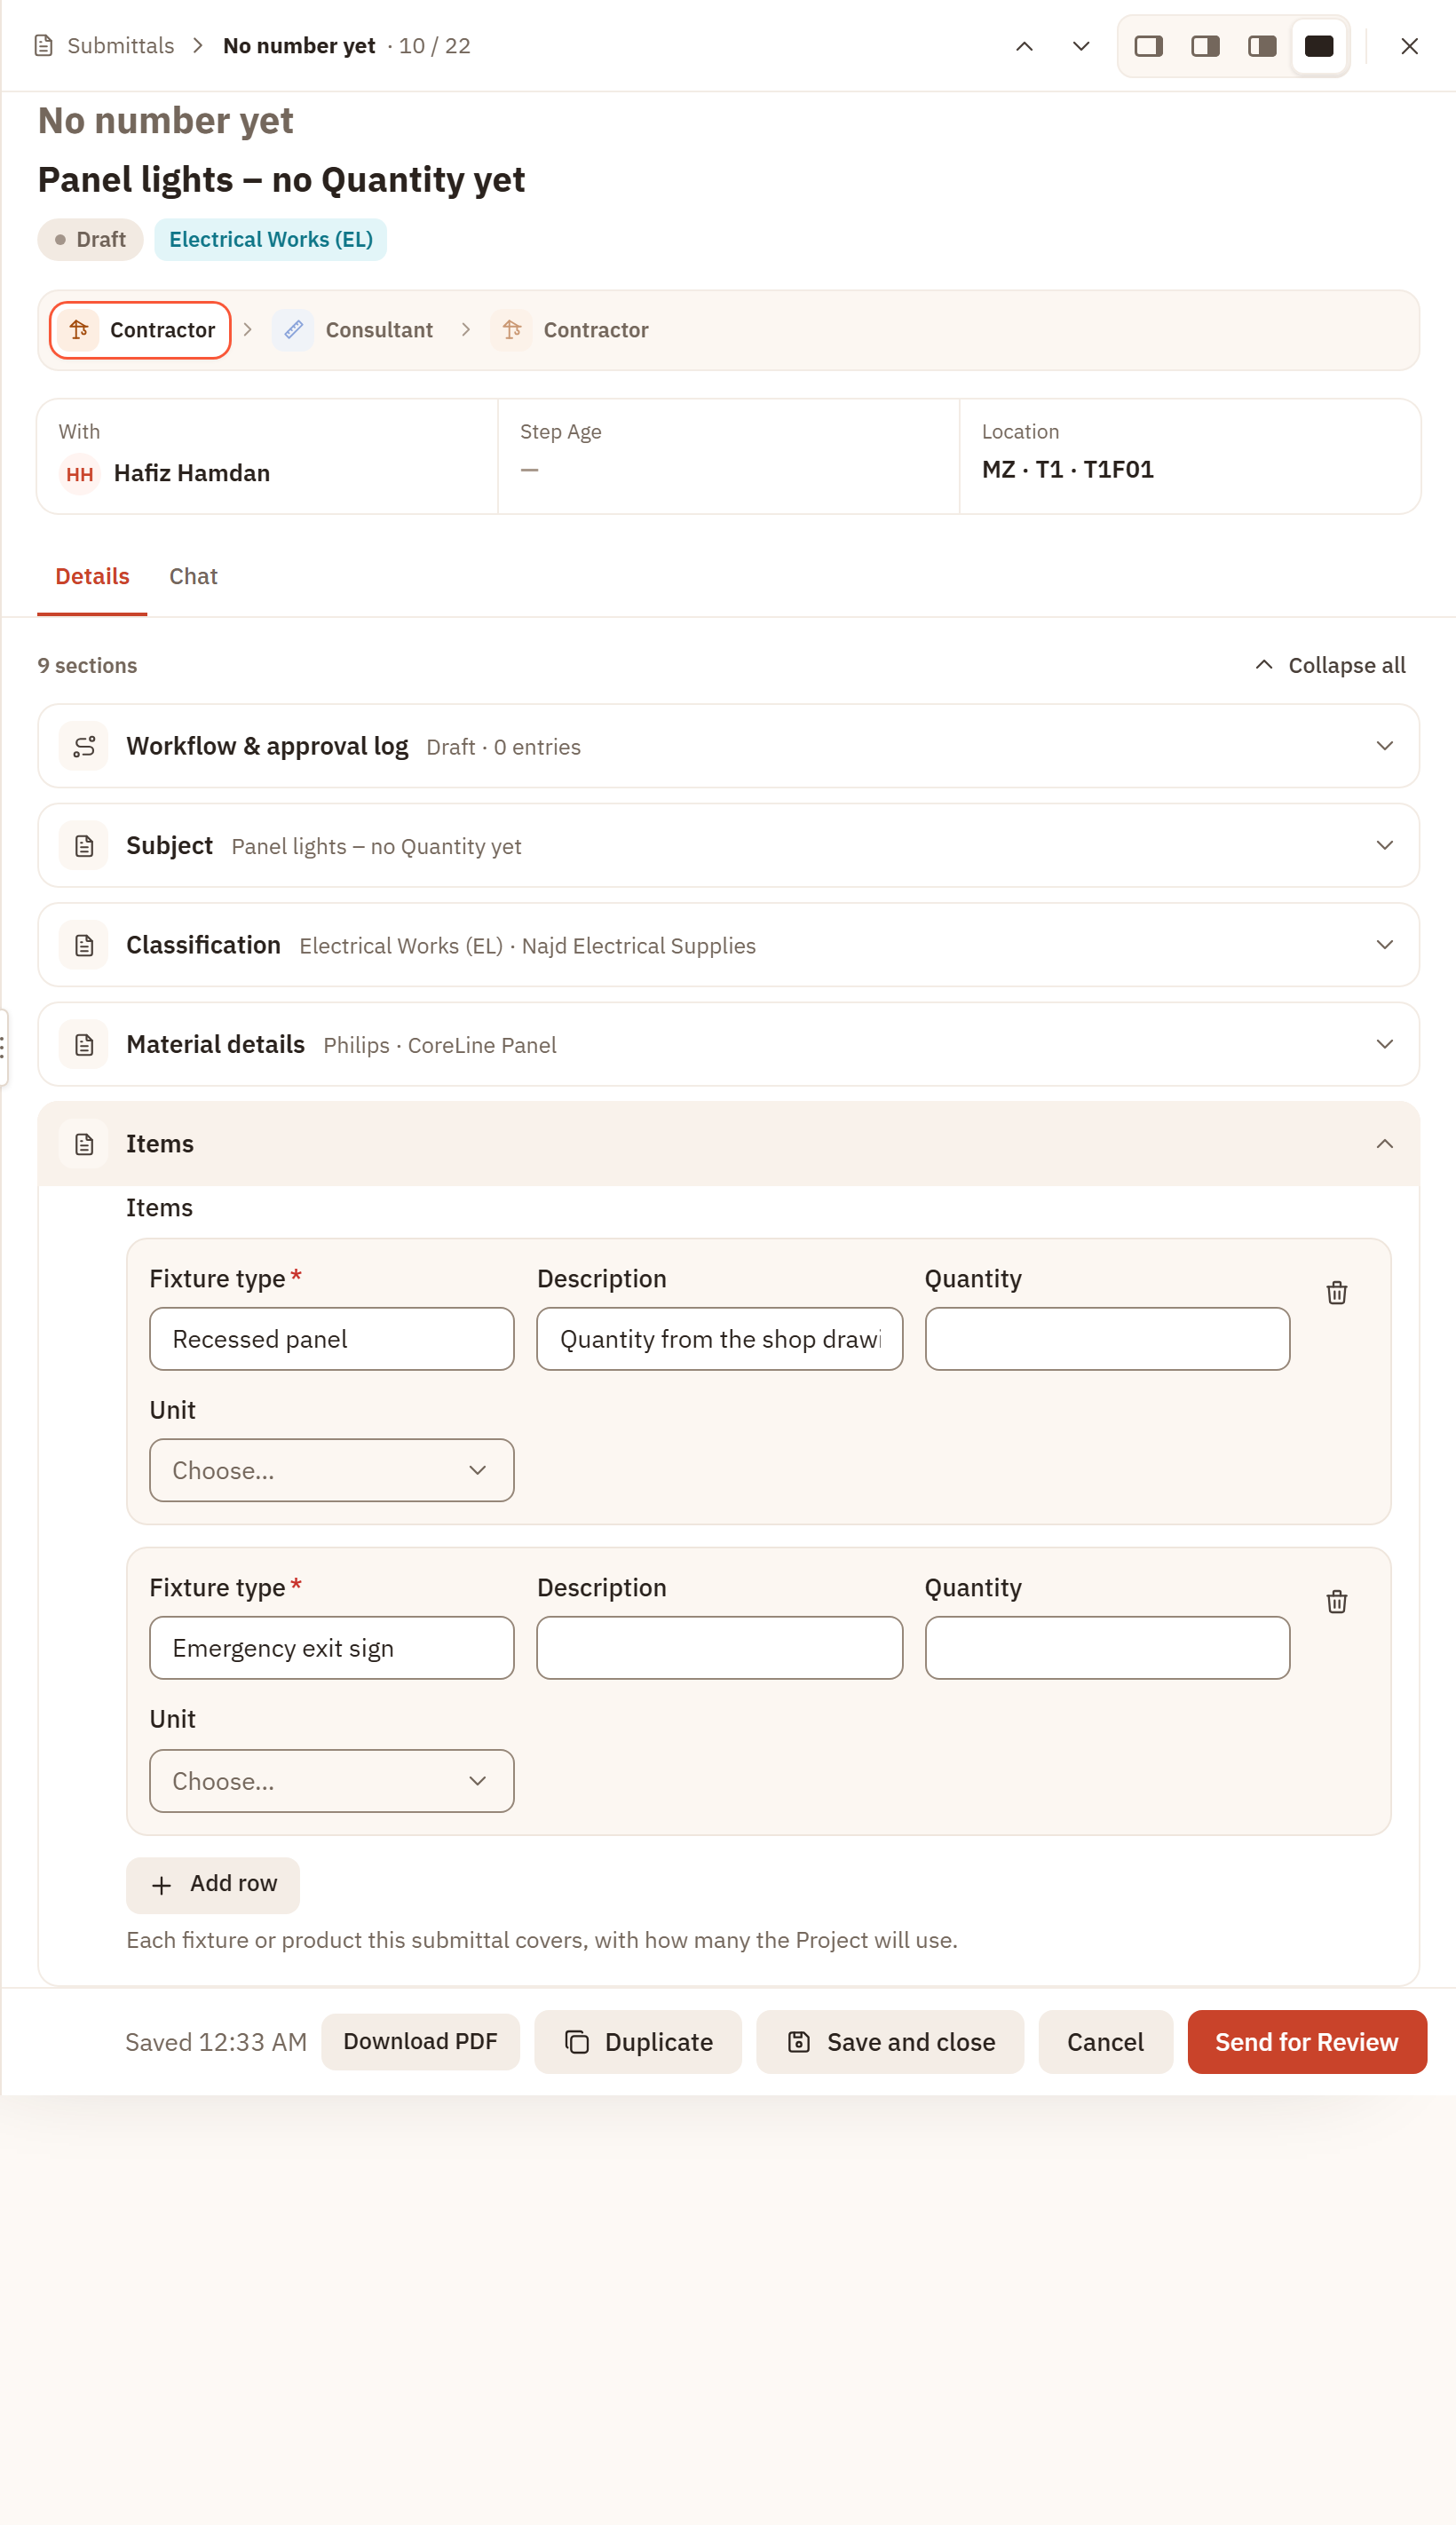 Submittals > No number yet · 10 / 22
No number yet
Panel lights – no Quantity yet
Draft
Electrical Works (EL)
Contractor > Consultant > Contractor
With
HH Hafiz Hamdan
Step Age
—
Location
MZ · T1 · T1F01
Details
Chat
9 sections
Collapse all
Workflow & approval log Draft · 0 entries
Subject Panel lights – no Quantity yet
Classification Electrical Works (EL) · Najd Electrical Supplies
Material details Philips · CoreLine Panel
Items
Items
Fixture type* Description Quantity
Recessed panel Quantity from the shop
Unit
Choose...
Fixture type* Description Quantity
Emergency exit sign
Unit
Choose...
Add row
Each fixture or product this submittal covers, with how many the Project will use.
Saved 12:33 AM Download PDF Duplicate Save and close Cancel Send for Review